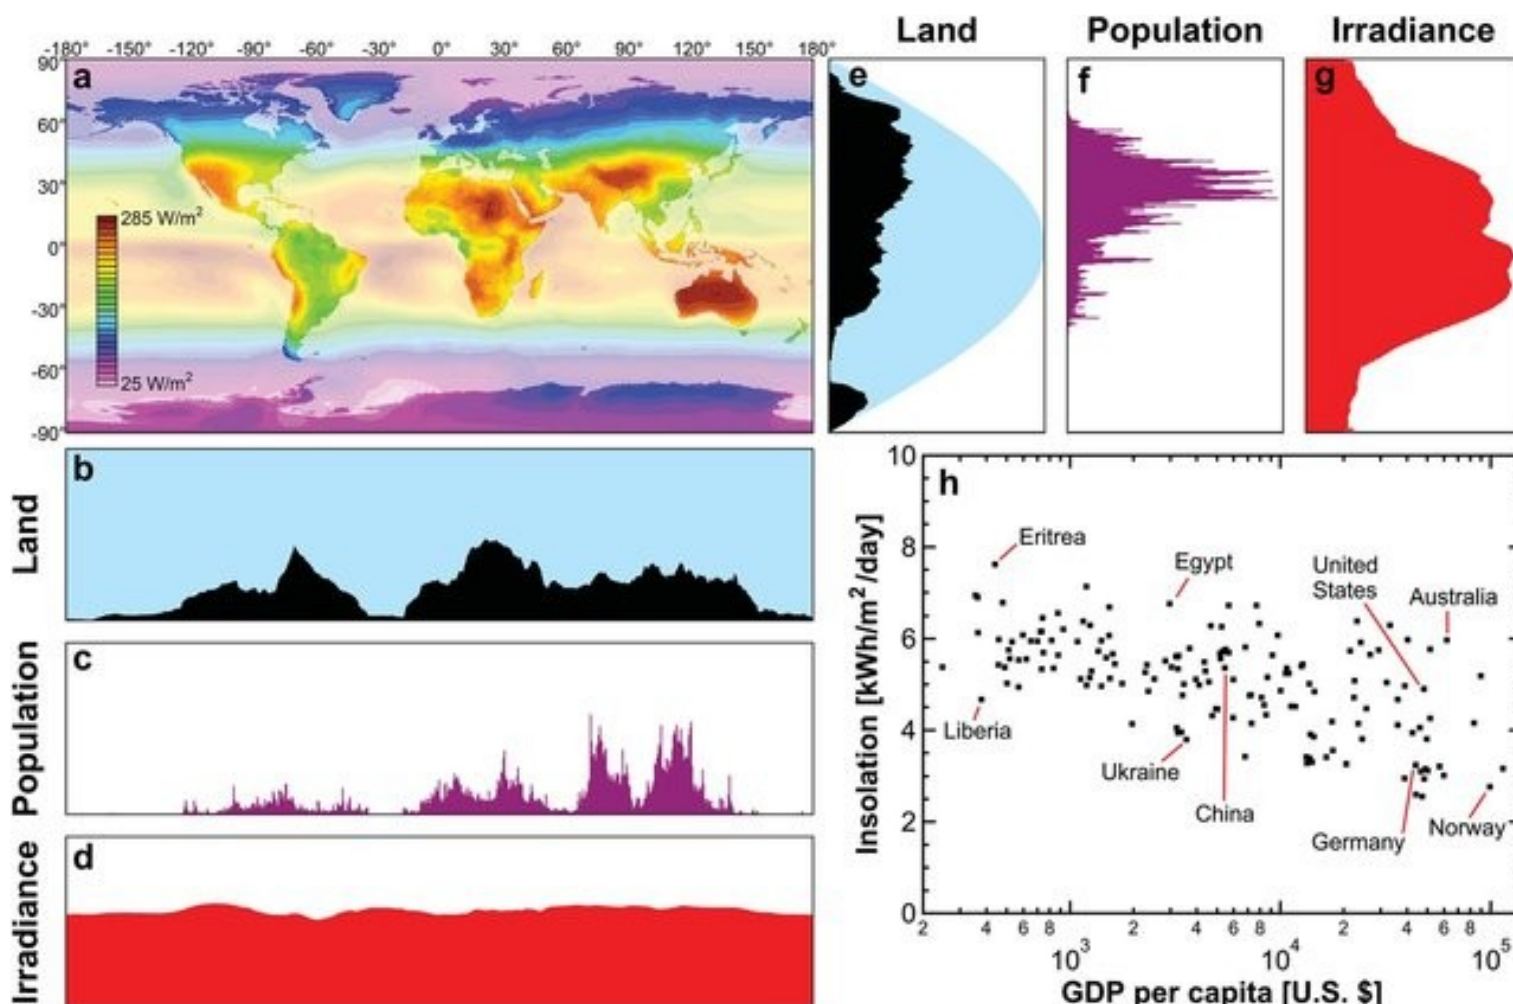 Land Population Irradiance
-180° -150° -120° -90° -60° -30° 0° 30° 60° 90° 120° 150° 180°
90°
60°
30°
0°
-30°
-60°
-90°
a
285 W/m²
25 W/m²
e
f
g
Land
b
Population
c
Irradiance
d
h
Insolation [kWh/m²/day]
10
8
6
4
2
0
Eritrea
Egypt
United
States
Australia
Liberia
Ukraine
China
Germany
Norway
2 4 6 8 2 4 6 8 2 4 6 8
10³ 10⁴ 10⁵
GDP per capita [U.S. $]